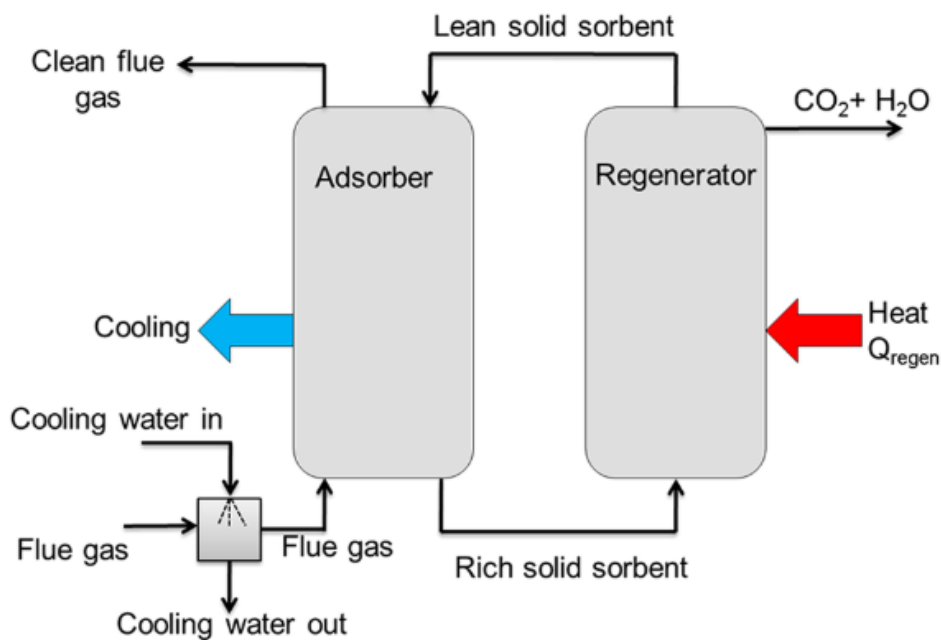 Lean solid sorbent
Clean flue
gas
CO₂+ H₂O
Adsorber
Regenerator
Cooling
Heat
Qregen
Cooling water in
Flue gas
Flue gas
Rich solid sorbent
Cooling water out